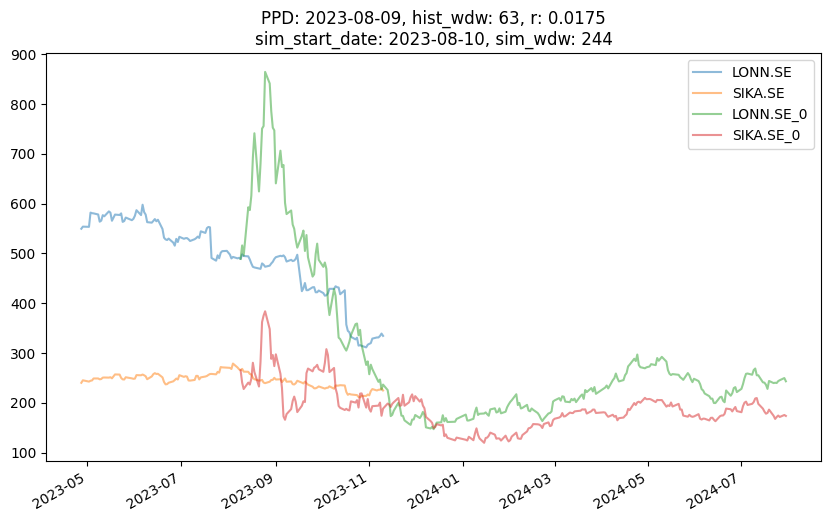 PPD: 2023-08-09, hist_wdw: 63, r: 0.0175
sim_start_date: 2023-08-10, sim_wdw: 244
LONN.SE
SIKA.SE
LONN.SE_0
SIKA.SE_0
900
800
700
600
500
400
300
200
100
2023-05
2023-07
2023-09
2023-11
2024-01
2024-03
2024-05
2024-07